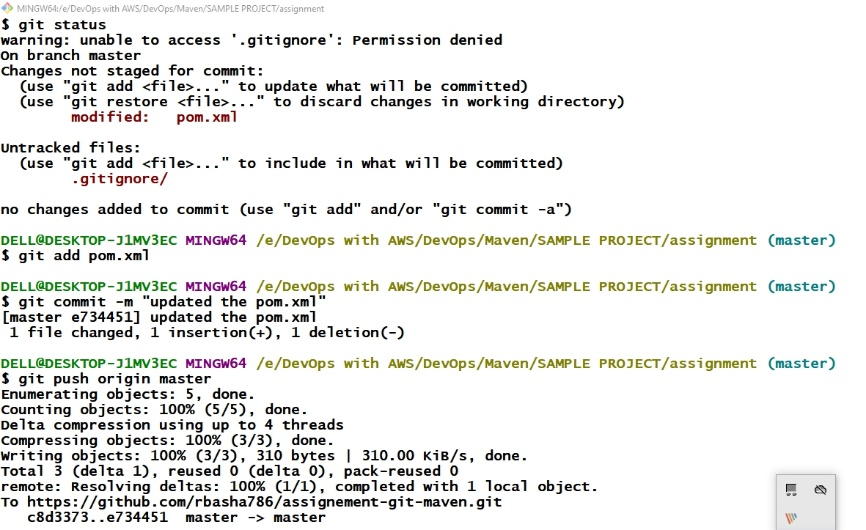 MINGW64:/e/DevOps with AWS/DevOps/Maven/SAMPLE PROJECT/assignment
$ git status
warning: unable to access '.gitignore': Permission denied
On branch master
Changes not staged for commit:
  (use "git add <file>..." to update what will be committed)
  (use "git restore <file>..." to discard changes in working directory)
        modified:   pom.xml

Untracked files:
  (use "git add <file>..." to include in what will be committed)
        .gitignore/

no changes added to commit (use "git add" and/or "git commit -a")

DELL@DESKTOP-J1MV3EC MINGW64 /e/DevOps with AWS/DevOps/Maven/SAMPLE PROJECT/assignment (master)
$ git add pom.xml

DELL@DESKTOP-J1MV3EC MINGW64 /e/DevOps with AWS/DevOps/Maven/SAMPLE PROJECT/assignment (master)
$ git commit -m "updated the pom.xml"
[master e734451] updated the pom.xml
 1 file changed, 1 insertion(+), 1 deletion(-)

DELL@DESKTOP-J1MV3EC MINGW64 /e/DevOps with AWS/DevOps/Maven/SAMPLE PROJECT/assignment (master)
$ git push origin master
Enumerating objects: 5, done.
Counting objects: 100% (5/5), done.
Delta compression using up to 4 threads
Compressing objects: 100% (3/3), done.
Writing objects: 100% (3/3), 310 bytes | 310.00 KiB/s, done.
Total 3 (delta 1), reused 0 (delta 0), pack-reused 0
remote: Resolving deltas: 100% (1/1), completed with 1 local object.
To https://github.com/rbasha786/assignement-git-maven.git
   c8d3373..e734451  master -> master